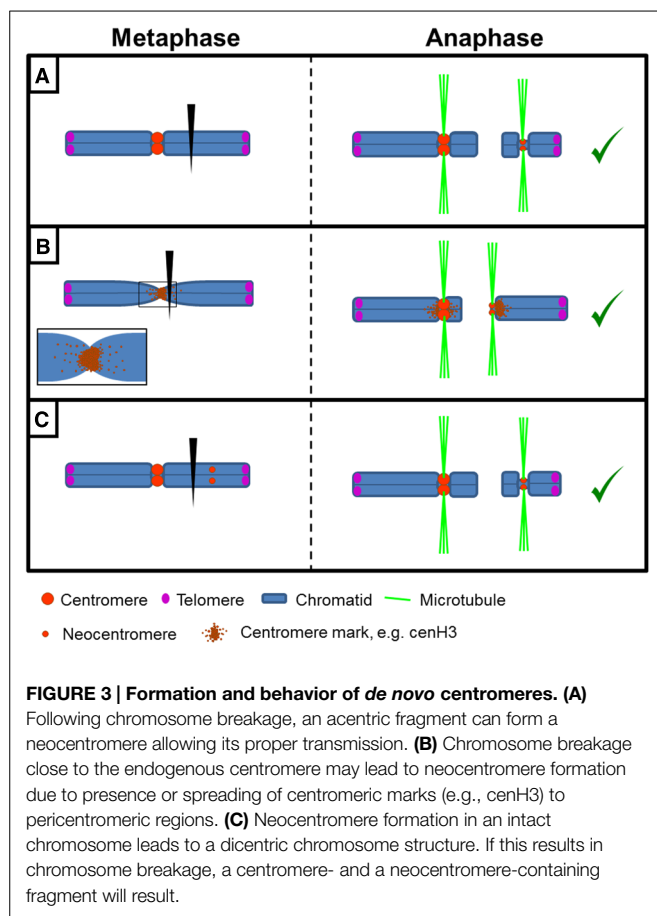 Metaphase Anaphase
A
B
C
Centromere Telomere Chromatid Microtubule
Neocentromere Centromere mark, e.g. cenH3
FIGURE 3 | Formation and behavior of de novo centromeres. (A)
Following chromosome breakage, an acentric fragment can form a
neocentromere allowing its proper transmission. (B) Chromosome breakage
close to the endogenous centromere may lead to neocentromere formation
due to presence or spreading of centromeric marks (e.g., cenH3) to
pericentromeric regions. (C) Neocentromere formation in an intact
chromosome leads to a dicentric chromosome structure. If this results in
chromosome breakage, a centromere- and a neocentromere-containing
fragment will result.